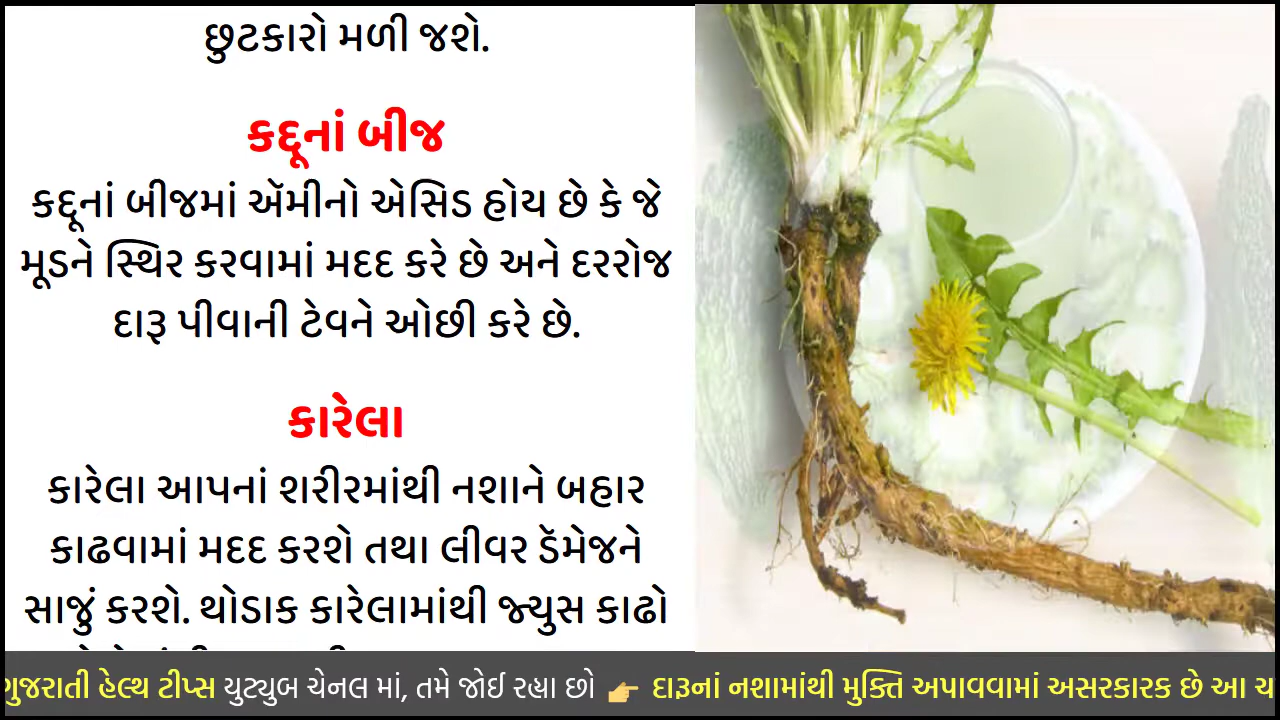 છુટકારો મળી જશે.
કદ્દૂનાં બીજ
કદ્દૂનાં બીજમાં ઍમીનો એસિડ હોય છે કે જે
મૂડને સ્થિર કરવામાં મદદ કરે છે અને દરરોજ
દારૂ પીવાની ટેવને ઓછી કરે છે.
કારેલા
કારેલા આપનાં શરીરમાંથી નશાને બહાર
કાઢવામાં મદદ કરશે તથા લીવર ડૅમેજને
સાજું કરશે. થોડાક કારેલામાંથી જ્યુસ કાઢો
ગુજરાતી હેલ્થ ટીપ્સ યુટ્યુબ ચેનલ માં, તમે જોઈ રહ્યા છો 👉 દારૂનાં નશામાંથી મુક્તિ અપાવવામાં અસરકારક છે આ ચ